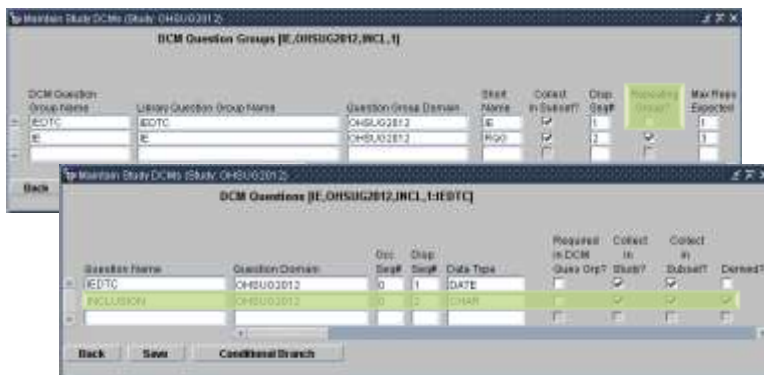 Maintain Study DCMs (Study: OHSUG2012)
DCM Question Groups [IE,OHSUG2012,INCL,1]
DCM Question Group Name Library Question Group Name Question Group Domain Short Name Collect in Subset? Disp Seq# Repeating Group? Max Reps Expected
IEDTC IEDTC OHSUG2012 IE 1 1
IE IE OHSUG2012 2 3
Back
Maintain Study DCMs (Study: OHSUG2012)
DCM Questions [IE,OHSUG2012,INCL,1:IEDTC]
Question Name Question Domain Occ Seq# Disp Seq# Data Type Required in DCM Ques Grp? Collect in Study? Collect in Subset? Derived?
IEDTC OHSUG2012 0 1 DATE
INCLUSION OHSUG2012 0 2 CHAR
Back Save Conditional Branch